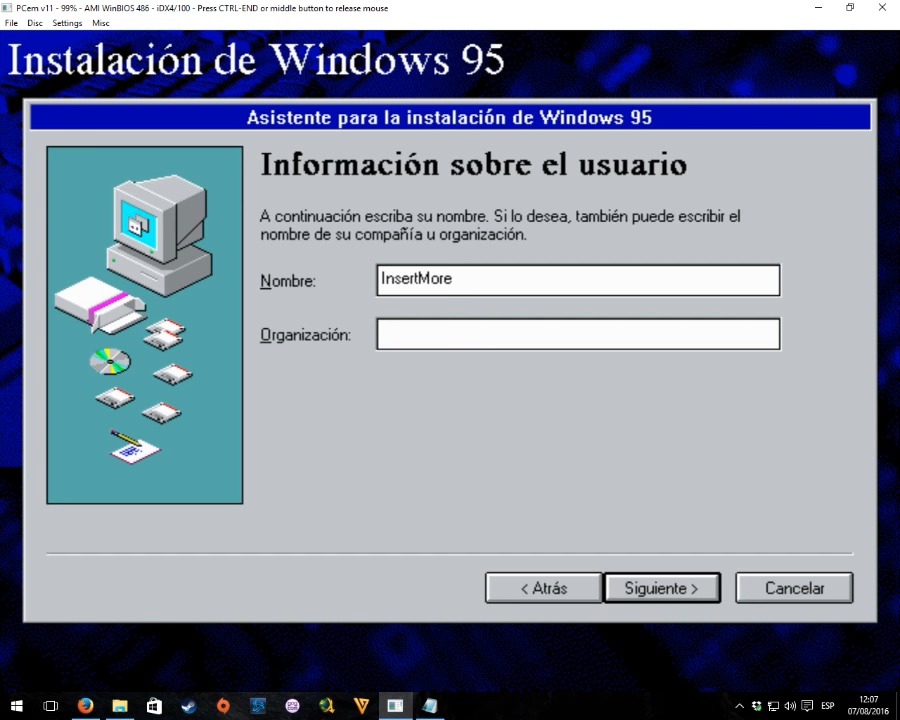 PCem v11 - 99% - AMI WinBIOS 486 - iDX4/100 - Press CTRL-END or middle button to release mouse
File Disc Settings Misc
Instalación de Windows 95
Asistente para la instalación de Windows 95
Información sobre el usuario
A continuación escriba su nombre. Si lo desea, también puede escribir el
nombre de su compañía u organización.
Nombre: InsertMore
Organización:
< Atrás Siguiente > Cancelar
ESP 12:07
07/08/2016